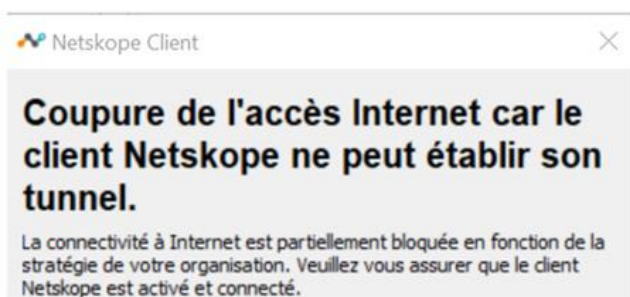 Netskope Client
Coupure de l'accès Internet car le
client Netskope ne peut établir son
tunnel.
La connectivité à Internet est partiellement bloquée en fonction de la
stratégie de votre organisation. Veuillez vous assurer que le client
Netskope est activé et connecté.